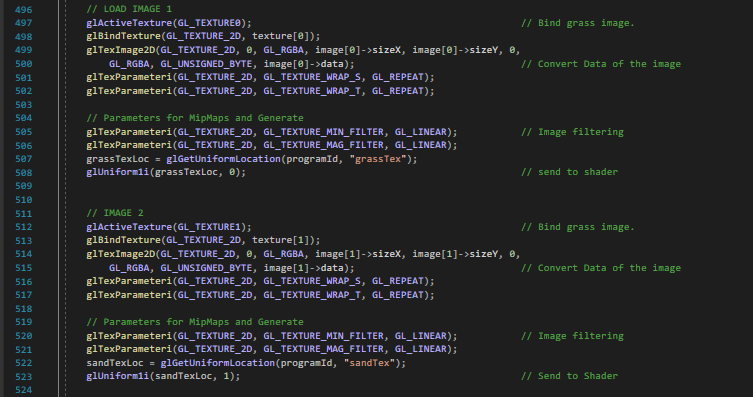 496 // LOAD IMAGE 1
497 glActiveTexture(GL_TEXTURE0); // Bind grass image.
498 glBindTexture(GL_TEXTURE_2D, texture[0]);
499 glTexImage2D(GL_TEXTURE_2D, 0, GL_RGBA, image[0]->sizeX, image[0]->sizeY, 0,
500 GL_RGBA, GL_UNSIGNED_BYTE, image[0]->data); // Convert Data of the image
501 glTexParameteri(GL_TEXTURE_2D, GL_TEXTURE_WRAP_S, GL_REPEAT);
502 glTexParameteri(GL_TEXTURE_2D, GL_TEXTURE_WRAP_T, GL_REPEAT);
503
504 // Parameters for MipMaps and Generate
505 glTexParameteri(GL_TEXTURE_2D, GL_TEXTURE_MIN_FILTER, GL_LINEAR); // Image filtering
506 glTexParameteri(GL_TEXTURE_2D, GL_TEXTURE_MAG_FILTER, GL_LINEAR);
507 grassTexLoc = glGetUniformLocation(programId, "grassTex");
508 glUniform1i(grassTexLoc, 0); // send to shader
509
510
511 // IMAGE 2
512 glActiveTexture(GL_TEXTURE1); // Bind grass image.
513 glBindTexture(GL_TEXTURE_2D, texture[1]);
514 glTexImage2D(GL_TEXTURE_2D, 0, GL_RGBA, image[1]->sizeX, image[1]->sizeY, 0,
515 GL_RGBA, GL_UNSIGNED_BYTE, image[1]->data); // Convert Data of the image
516 glTexParameteri(GL_TEXTURE_2D, GL_TEXTURE_WRAP_S, GL_REPEAT);
517 glTexParameteri(GL_TEXTURE_2D, GL_TEXTURE_WRAP_T, GL_REPEAT);
518
519 // Parameters for MipMaps and Generate
520 glTexParameteri(GL_TEXTURE_2D, GL_TEXTURE_MIN_FILTER, GL_LINEAR); // Image filtering
521 glTexParameteri(GL_TEXTURE_2D, GL_TEXTURE_MAG_FILTER, GL_LINEAR);
522 sandTexLoc = glGetUniformLocation(programId, "sandTex");
523 glUniform1i(sandTexLoc, 1); // Send to Shader
524